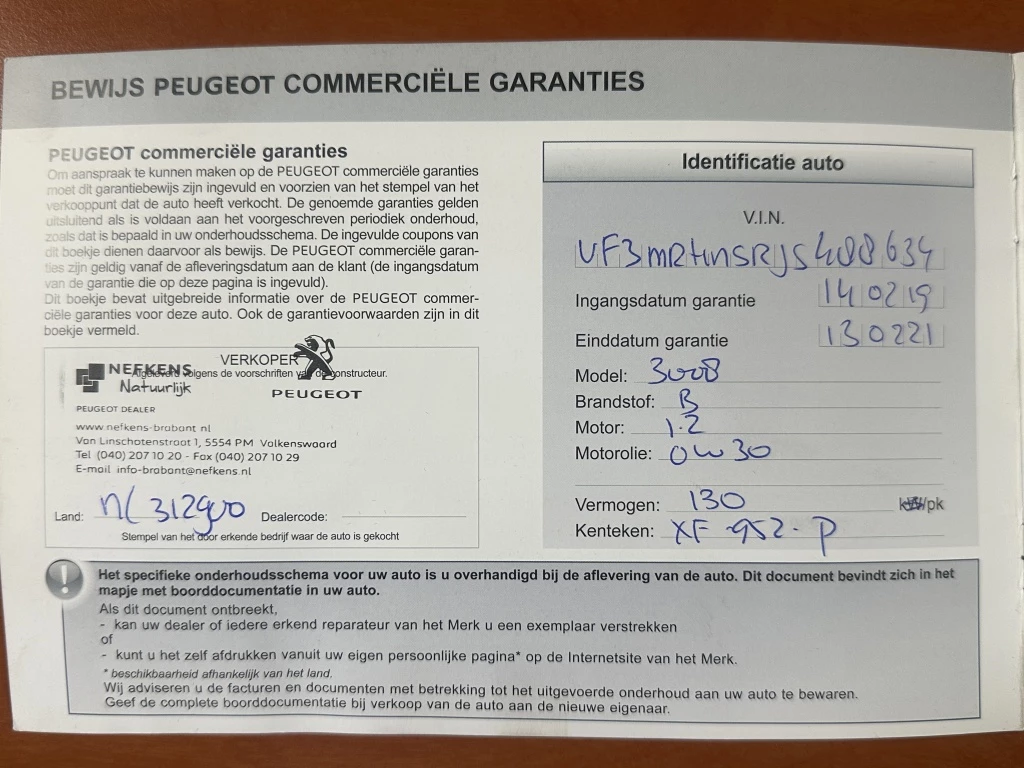 BEWIJS PEUGEOT COMMERCIËLE GARANTIES
PEUGEOT commerciële garanties
Om aanspraak te kunnen maken op de PEUGEOT commerciële garanties
moet dit garantiebewijs zijn ingevuld en voorzien van het stempel van het
verkooppunt dat de auto heeft verkocht. De genoemde garanties gelden
uitsluitend als is voldaan aan het voorgeschreven periodiek onderhoud,
zoals dat is bepaald in uw onderhoudsschema. De ingevulde coupons van
dit boekje dienen daarvoor als bewijs. De PEUGEOT commerciële garan-
ties zijn geldig vanaf de afleveringsdatum aan de klant (de ingangsdatum
van de garantie die op deze pagina is ingevuld).
Dit boekje bevat uitgebreide informatie over de PEUGEOT commer-
ciële garanties voor deze auto. Ook de garantievoorwaarden zijn in dit
boekje vermeld.
VERKOPER
Afgeleverd volgens de voorschriften van de constructeur.
NEFKENS
Natuurlijk
PEUGEOT
PEUGEOT DEALER
www.nefkens-brabant nl
Van Linschotenstraat 1, 5554 PM Valkenswaard
Tel (040) 207 10 20 - Fax (040) 207 10 29
E-mail info-brabant@nefkens.nl
Land: nl 312900 Dealercode:
Stempel van het door erkende bedrijf waar de auto is gekocht
Identificatie auto
V.I.N.
VF3MRHNSRJS488634
Ingangsdatum garantie 140219
Einddatum garantie 130221
Model: 3008
Brandstof: B
Motor: 1.2
Motorolie: 0W30
Vermogen: 130 /pk
Kenteken: XF-952-P
! Het specifieke onderhoudsschema voor uw auto is u overhandigd bij de aflevering van de auto. Dit document bevindt zich in het
mapje met boorddocumentatie in uw auto.
Als dit document ontbreekt,
- kan uw dealer of iedere erkend reparateur van het Merk u een exemplaar verstrekken
of
- kunt u het zelf afdrukken vanuit uw eigen persoonlijke pagina* op de Internetsite van het Merk.
* beschikbaarheid afhankelijk van het land.
Wij adviseren u de facturen en documenten met betrekking tot het uitgevoerde onderhoud aan uw auto te bewaren.
Geef de complete boorddocumentatie bij verkoop van de auto aan de nieuwe eigenaar.